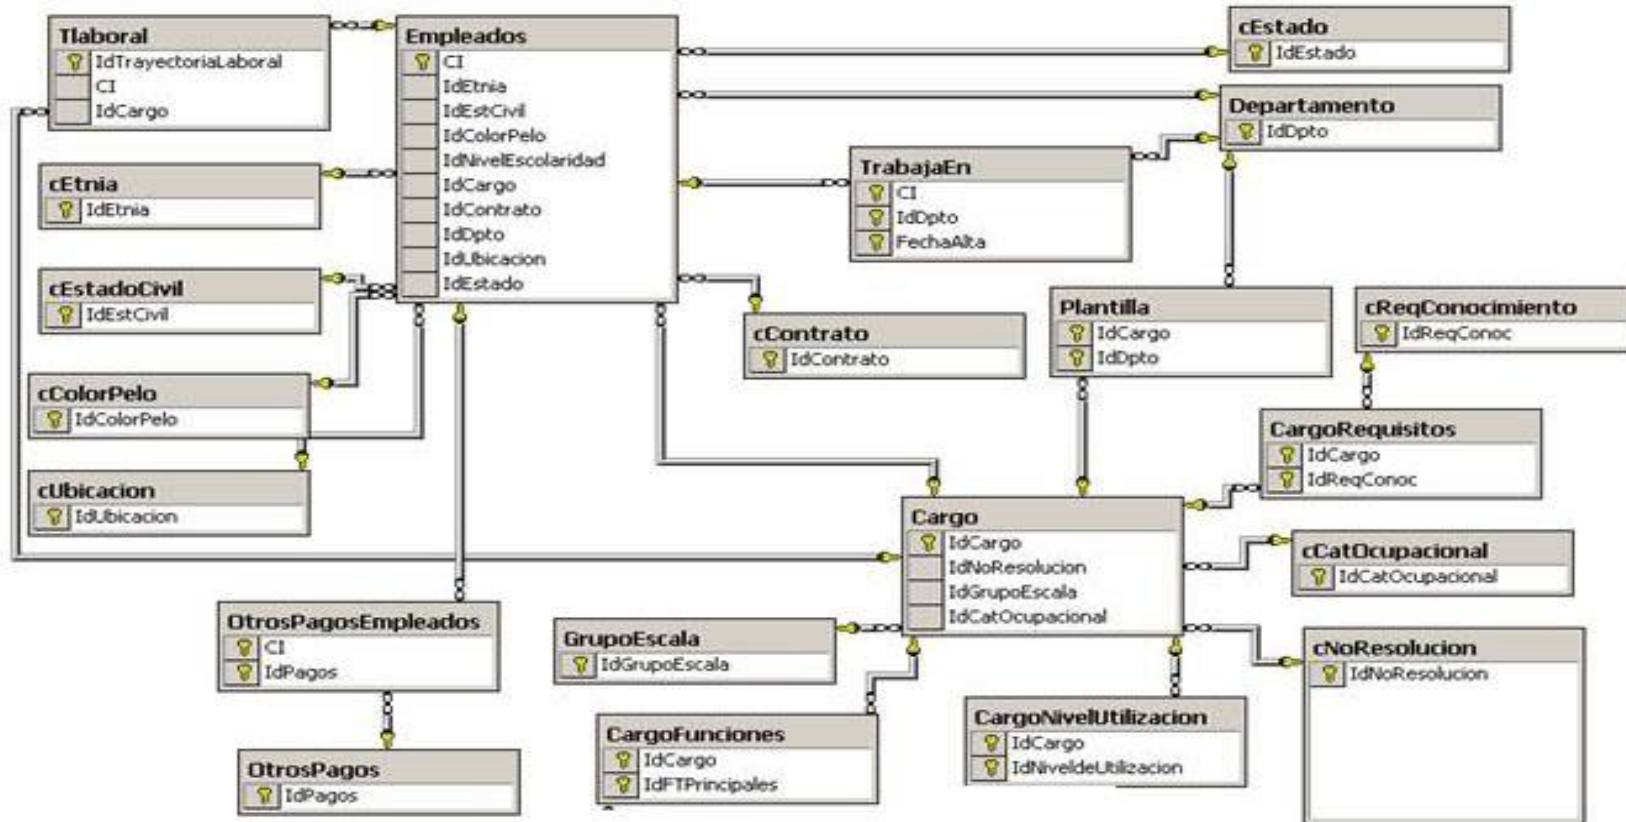 Tlaboral
IdTrayectoriaLaboral
CI
IdCargo
Empleados
CI
IdEtnia
IdEstCivil
IdColorPelo
IdNivelEscolaridad
IdCargo
IdContrato
IdDpto
IdUbicacion
IdEstado
cEstado
IdEstado
Departamento
IdDpto
TrabajaEn
CI
IdDpto
FechaAlta
cEtnia
IdEtnia
cEstadoCivil
IdEstCivil
cContrato
IdContrato
Plantilla
IdCargo
IdDpto
cReqConocimiento
IdReqConoc
cColorPelo
IdColorPelo
CargoRequisitos
IdCargo
IdReqConoc
cUbicacion
IdUbicacion
Cargo
IdCargo
IdNoResolucion
IdGrupoEscala
IdCatOcupacional
cCatOcupacional
IdCatOcupacional
OtrosPagosEmpleados
CI
IdPagos
GrupoEscala
IdGrupoEscala
cNoResolucion
IdNoResolucion
CargoFunciones
IdCargo
IdFTPrincipales
CargoNivelUtilizacion
IdCargo
IdNiveldeUtilizacion
OtrosPagos
IdPagos